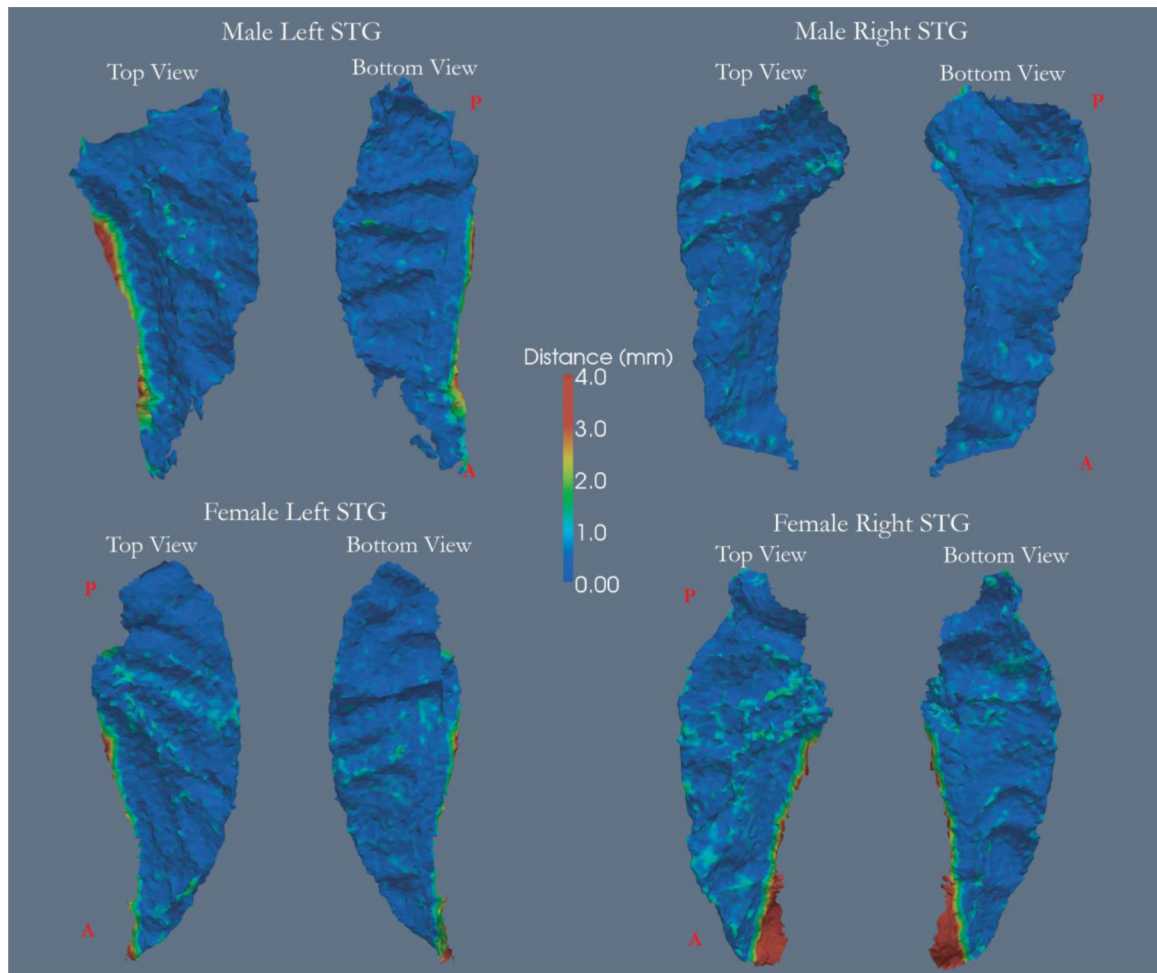 Male Left STG
Male Right STG
Top View
Bottom View
Top View
Bottom View
P
P
Distance (mm)
4.0
3.0
2.0
1.0
0.00
A
A
Female Left STG
Female Right STG
Top View
Bottom View
Top View
Bottom View
P
P
A
A